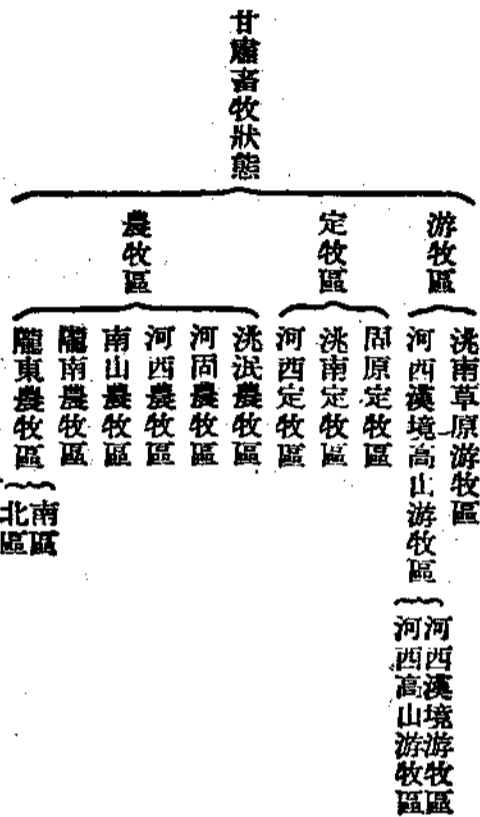 甘肅畜牧狀態
游牧區
洮南草原游牧區
河西漠境高山游牧區
河西漠境游牧區
河西高山游牧區
定牧區
固原定牧區
洮南定牧區
河西定牧區
農牧區
洮泯農牧區
河固農牧區
河西農牧區
南山農牧區
隴南農牧區
隴東農牧區
南區
北區